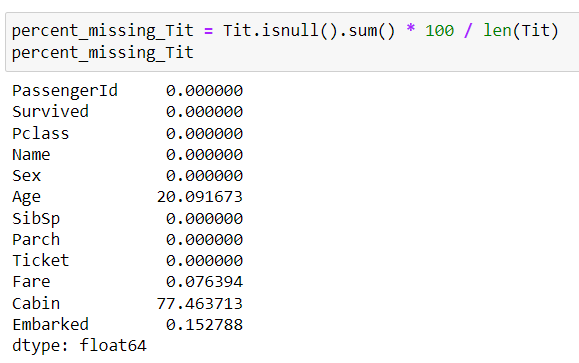 percent_missing_Tit = Tit.isnull().sum() * 100 / len(Tit)
percent_missing_Tit
PassengerId 0.000000
Survived 0.000000
Pclass 0.000000
Name 0.000000
Sex 0.000000
Age 20.091673
SibSp 0.000000
Parch 0.000000
Ticket 0.000000
Fare 0.076394
Cabin 77.463713
Embarked 0.152788
dtype: float64